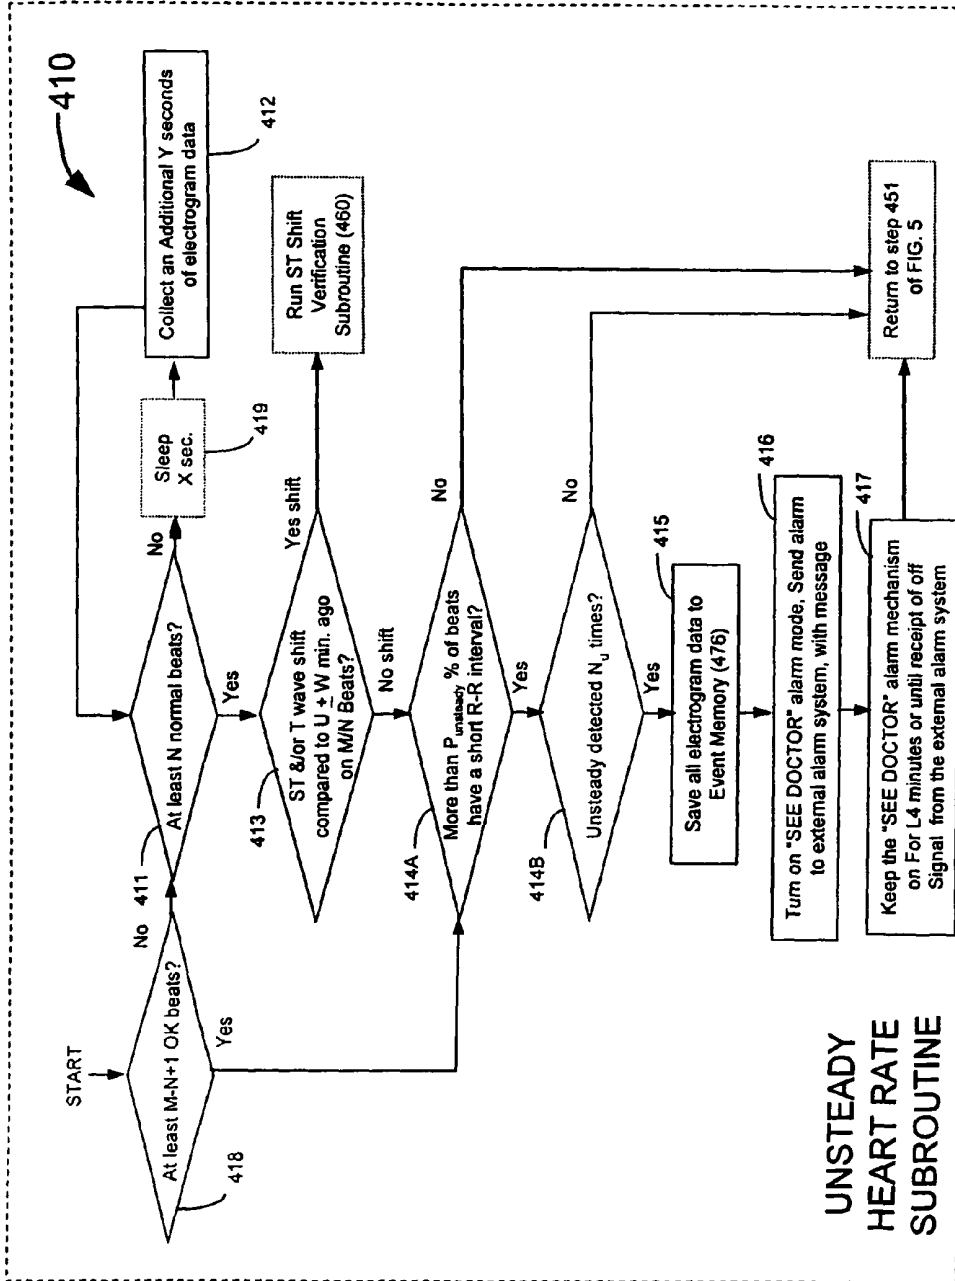 410
START
At least M-N+1 OK beats?
418
No
Yes
411
At least N normal beats?
No
Yes
Sleep
X sec.
419
Collect an Additional Y seconds
of electrogram data
412
413
ST &/or T wave shift
compared to U ± W min. ago
on M/N Beats?
Yes shift
No shift
Run ST Shift
Verification
Subroutine (460)
414A
More than Punsteady % of beats
have a short R-R interval?
No
Yes
414B
Unsteady detected Nu times?
No
Yes
415
Save all electrogram data to
Event Memory (476)
416
Turn on "SEE DOCTOR" alarm mode, Send alarm
to external alarm system, with message
417
Keep the "SEE DOCTOR" alarm mechanism
on For L4 minutes or until receipt of off
Signal from the external alarm system
Return to step 451
of FIG. 5
UNSTEADY
HEART RATE
SUBROUTINE